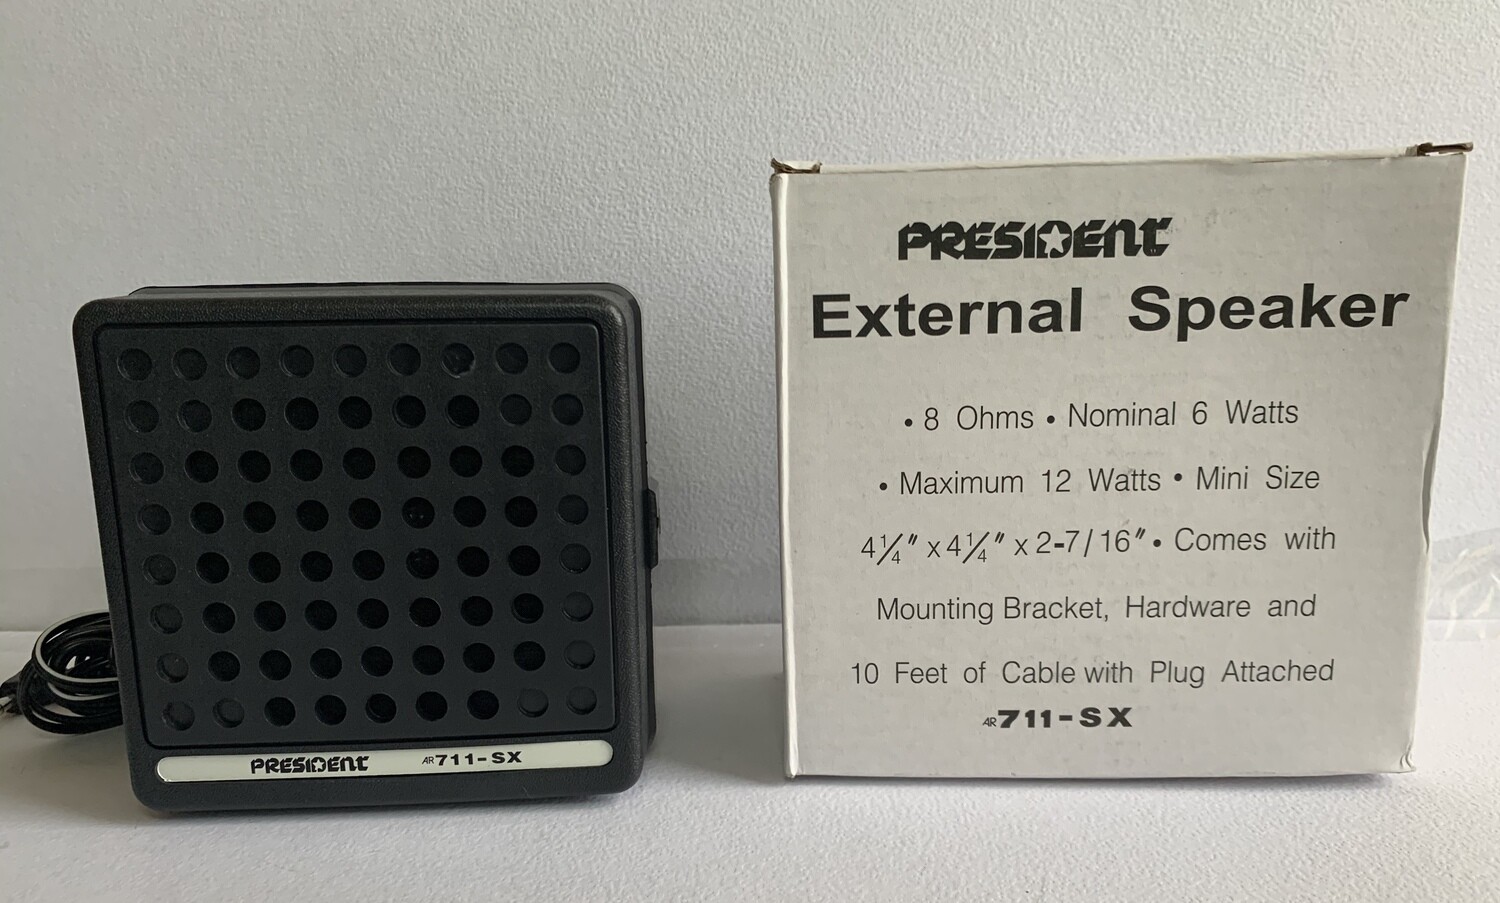 PRESIDENT AR711-SX
PRESIDENT
External Speaker
• 8 Ohms • Nominal 6 Watts
• Maximum 12 Watts • Mini Size
4¼" x 4¼" x 2-7/16" • Comes with
Mounting Bracket, Hardware and
10 Feet of Cable with Plug Attached
AR711-SX